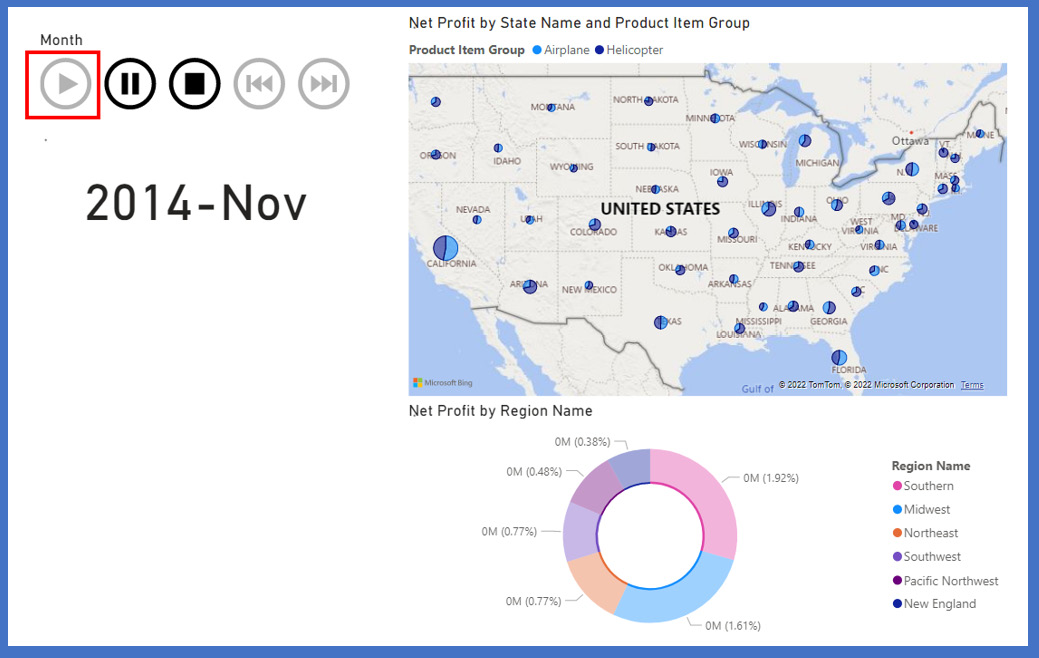 Month
2014-Nov
Net Profit by State Name and Product Item Group
Product Item Group Airplane Helicopter
MONTANA
NORTH DAKOTA
MINNESOTA
MAINE
Ottawa
VT
OREGON
IDAHO
WYOMING
SOUTH DAKOTA
WISCONSIN
MICHIGAN
IOWA
MASS
NEBRASKA
UNITED STATES
NEVADA
UTAH
COLORADO
KANSAS
ILLINOIS
INDIANA
OHIO
MD
NJ
MISSOURI
WEST VIRGINIA
DELAWARE
CALIFORNIA
KENTUCKY
VIRGINIA
OKLAHOMA
TENNESSEE
NC
ARIZONA
NEW MEXICO
ARKANSAS
SC
TEXAS
MISSISSIPPI
ALABAMA
GEORGIA
LOUISIANA
FLORIDA
Microsoft Bing
Gulf of
© 2022 TomTom, © 2022 Microsoft Corporation Terms
Net Profit by Region Name
0M (0.38%)
0M (0.48%)
0M (1.92%)
0M (0.77%)
0M (0.77%)
0M (1.61%)
Region Name
Southern
Midwest
Northeast
Southwest
Pacific Northwest
New England